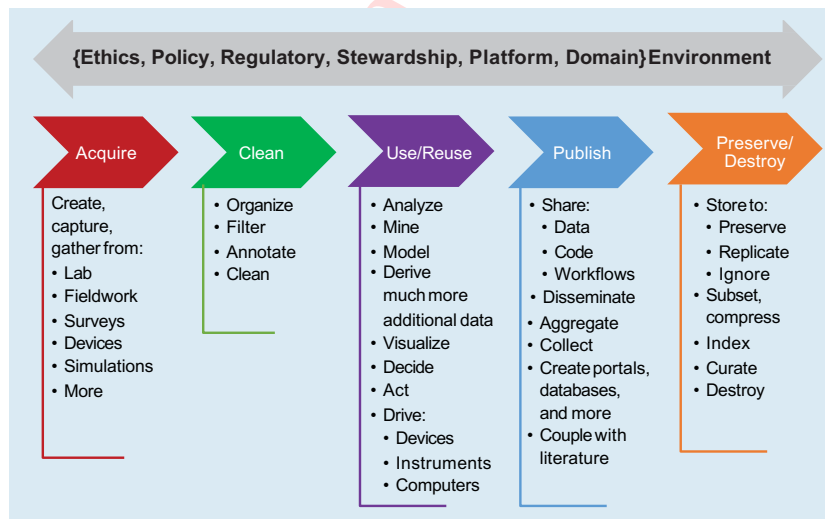 {Ethics, Policy, Regulatory, Stewardship, Platform, Domain}Environment
Acquire
Create,
capture,
gather from:
• Lab
• Fieldwork
• Surveys
• Devices
• Simulations
• More
Clean
• Organize
• Filter
• Annotate
• Clean
Use/Reuse
• Analyze
• Mine
• Model
• Derive
much more
additional data
• Visualize
• Decide
• Act
• Drive:
• Devices
• Instruments
• Computers
Publish
• Share:
• Data
• Code
• Workflows
• Disseminate
• Aggregate
• Collect
• Create portals,
databases,
and more
• Couple with
literature
Preserve/
Destroy
• Store to:
• Preserve
• Replicate
• Ignore
• Subset,
compress
• Index
• Curate
• Destroy